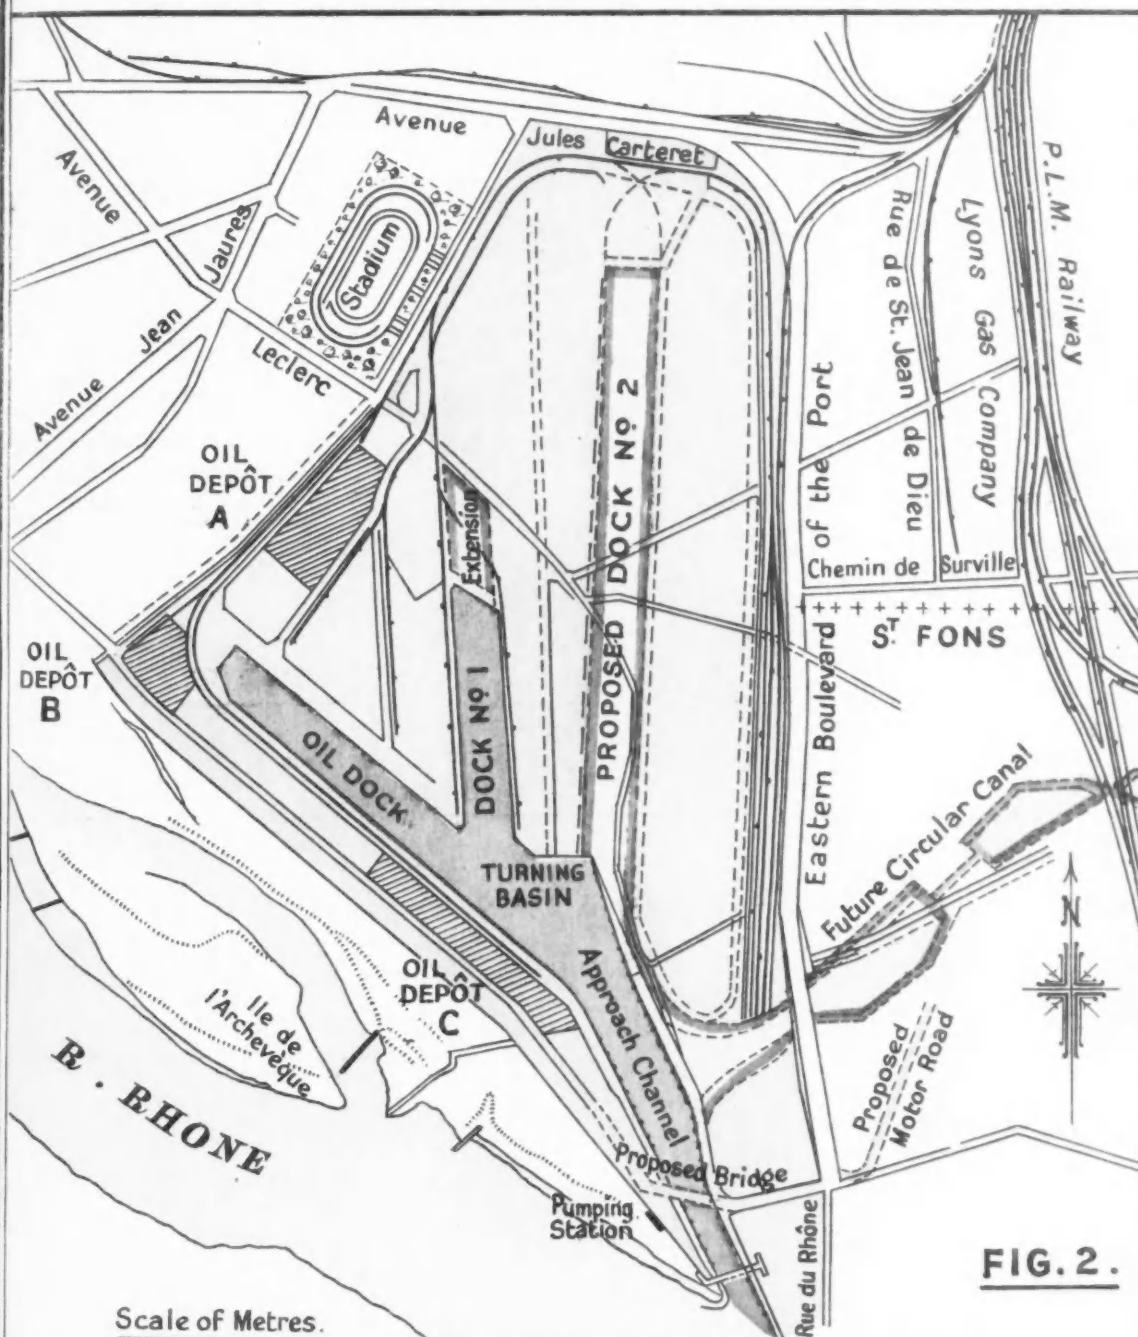 Avenue
Jules Carteret
P.L.M. Railway
Avenue
Jaures
Stadium
Rue de St. Jean de Dieu
Lyons Gas Company
Jean
Avenue
Leclerc
OIL
DEPÔT
A
Extension
PROPOSED DOCK Nº 2
Eastern Boulevard of the Port
Chemin de Surville
Sᵀ FONS
OIL
DEPÔT
B
OIL DOCK
DOCK Nº 1
TURNING
BASIN
Future Circular Canal
N
OIL
DEPÔT
C
Approach Channel
Ile de
l'Archevêque
R. RHONE
Proposed
Motor Road
Proposed Bridge
Pumping
Station
Rue du Rhône
FIG. 2.
Scale of Metres.